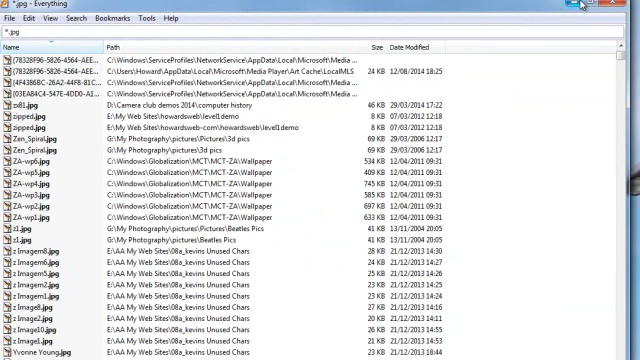 *.jpg - Everything
File Edit View Search Bookmarks Tools Help
*.jpg
Name Path Size Date Modified
{78328F96-5826-4564-AEE... C:\Windows\ServiceProfiles\NetworkService\AppData\Local\Microsoft\Media ...
{78328F96-5826-4564-AEE... C:\Users\Howard\AppData\Local\Microsoft\Media Player\Art Cache\LocalMLS 24 KB 12/08/2014 18:25
{4F4386BC-26A2-44F8-81C... C:\Windows\ServiceProfiles\NetworkService\AppData\Local\Microsoft\Media ...
{03EA84C4-547E-4DD0-A1... C:\Windows\ServiceProfiles\NetworkService\AppData\Local\Microsoft\Media ...
zx81.jpg D:\Camera club demos 2014\computer history 46 KB 29/03/2014 17:22
zipped.jpg E:\My Web Sites\howardsweb\level1demo 8 KB 07/03/2012 12:18
zipped.jpg E:\My Web Sites\howardsweb-com\howardsweb\level1demo 8 KB 07/03/2012 12:18
Zen_Spiral.jpg G:\My Photography\pictures\Pictures\3d pics 69 KB 29/03/2006 13:17
Zen_Spiral.jpg G:\My Photography\pictures\3d pics 69 KB 29/03/2006 13:17
ZA-wp6.jpg C:\Windows\Globalization\MCT\MCT-ZA\Wallpaper 534 KB 12/04/2011 09:31
ZA-wp5.jpg C:\Windows\Globalization\MCT\MCT-ZA\Wallpaper 409 KB 12/04/2011 09:31
ZA-wp4.jpg C:\Windows\Globalization\MCT\MCT-ZA\Wallpaper 745 KB 12/04/2011 09:31
ZA-wp3.jpg C:\Windows\Globalization\MCT\MCT-ZA\Wallpaper 585 KB 12/04/2011 09:31
ZA-wp2.jpg C:\Windows\Globalization\MCT\MCT-ZA\Wallpaper 697 KB 12/04/2011 09:31
ZA-wp1.jpg C:\Windows\Globalization\MCT\MCT-ZA\Wallpaper 633 KB 12/04/2011 09:31
z1.jpg G:\My Photography\pictures\Pictures\Beatles Pics 41 KB 13/11/2004 20:05
z1.jpg G:\My Photography\pictures\Beatles Pics 41 KB 13/11/2004 20:05
z Imagem8.jpg E:\AA My Web Sites\08a_kevins Unused Chars 28 KB 21/12/2013 14:30
z Imagem6.jpg E:\AA My Web Sites\08a_kevins Unused Chars 24 KB 21/12/2013 14:27
z Imagem5.jpg E:\AA My Web Sites\08a_kevins Unused Chars 25 KB 21/12/2013 14:26
z Imagem2.jpg E:\AA My Web Sites\08a_kevins Unused Chars 23 KB 21/12/2013 14:24
z Imagem1.jpg E:\AA My Web Sites\08a_kevins Unused Chars 23 KB 21/12/2013 14:24
z Image8.jpg E:\AA My Web Sites\08a_kevins Unused Chars 27 KB 21/12/2013 14:16
z Image2.jpg E:\AA My Web Sites\08a_kevins Unused Chars 20 KB 21/12/2013 14:11
z Image10.jpg E:\AA My Web Sites\08a_kevins Unused Chars 26 KB 21/12/2013 14:55
z Image1.jpg E:\AA My Web Sites\08a_kevins Unused Chars 22 KB 21/12/2013 14:53
Yvonne Young.jpg E:\AA My Web Sites\08a_kevins Unused Chars 23 KB 21/12/2013 18:44